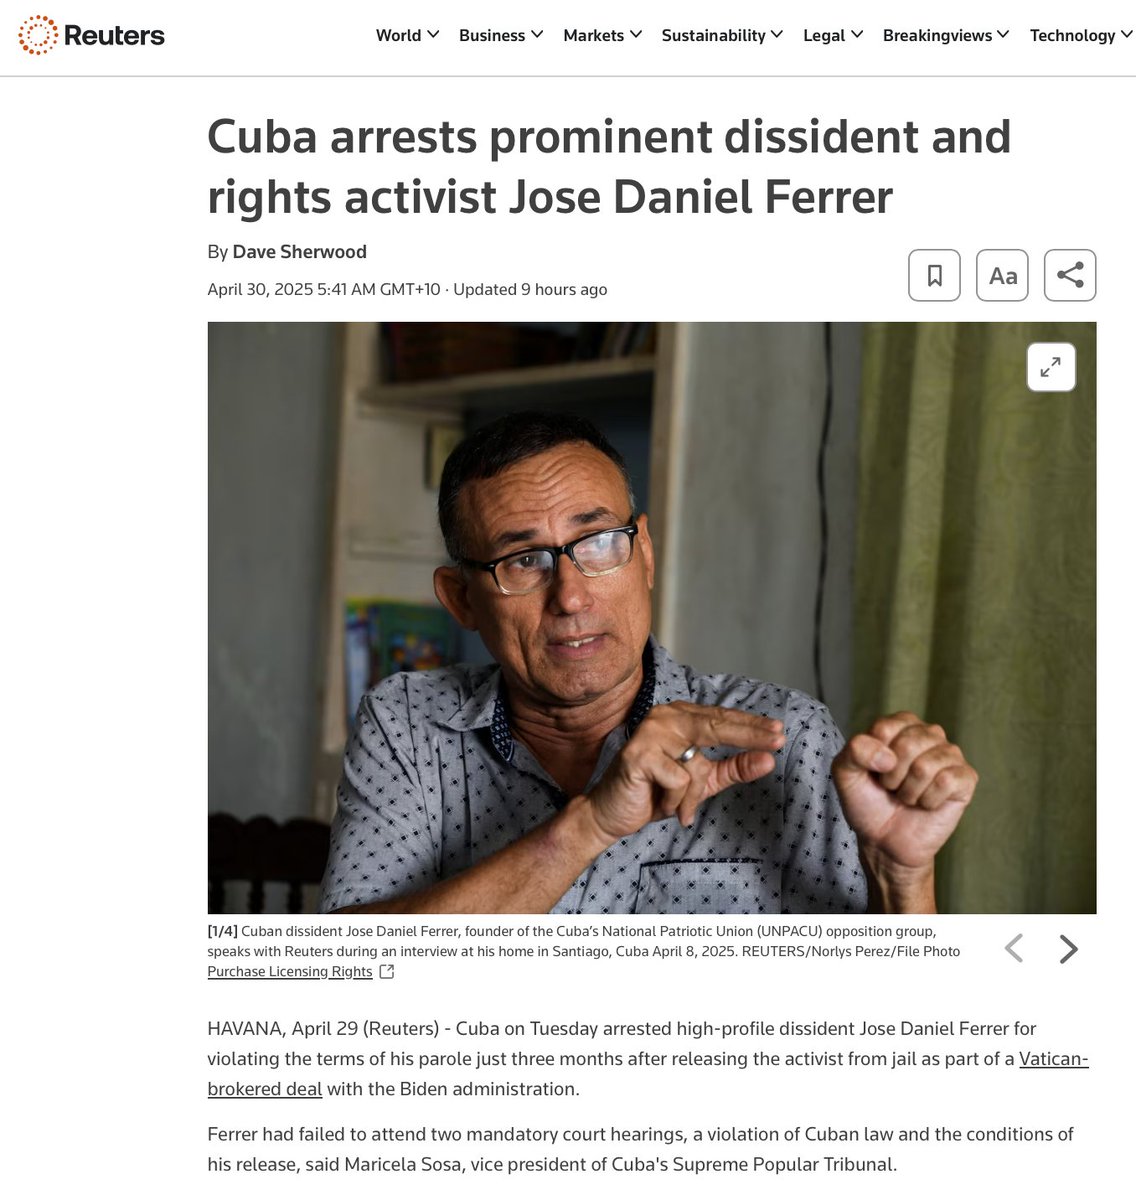 Reuters
World Business Markets Sustainability Legal Breakingviews Technology
Cuba arrests prominent dissident and
rights activist Jose Daniel Ferrer
By Dave Sherwood
April 30, 2025 5:41 AM GMT+10 · Updated 9 hours ago
Aa
[1/4] Cuban dissident Jose Daniel Ferrer, founder of the Cuba’s National Patriotic Union (UNPACU) opposition group,
speaks with Reuters during an interview at his home in Santiago, Cuba April 8, 2025. REUTERS/Norlys Perez/File Photo
Purchase Licensing Rights
HAVANA, April 29 (Reuters) - Cuba on Tuesday arrested high-profile dissident Jose Daniel Ferrer for
violating the terms of his parole just three months after releasing the activist from jail as part of a Vatican-
brokered deal with the Biden administration.
Ferrer had failed to attend two mandatory court hearings, a violation of Cuban law and the conditions of
his release, said Maricela Sosa, vice president of Cuba's Supreme Popular Tribunal.